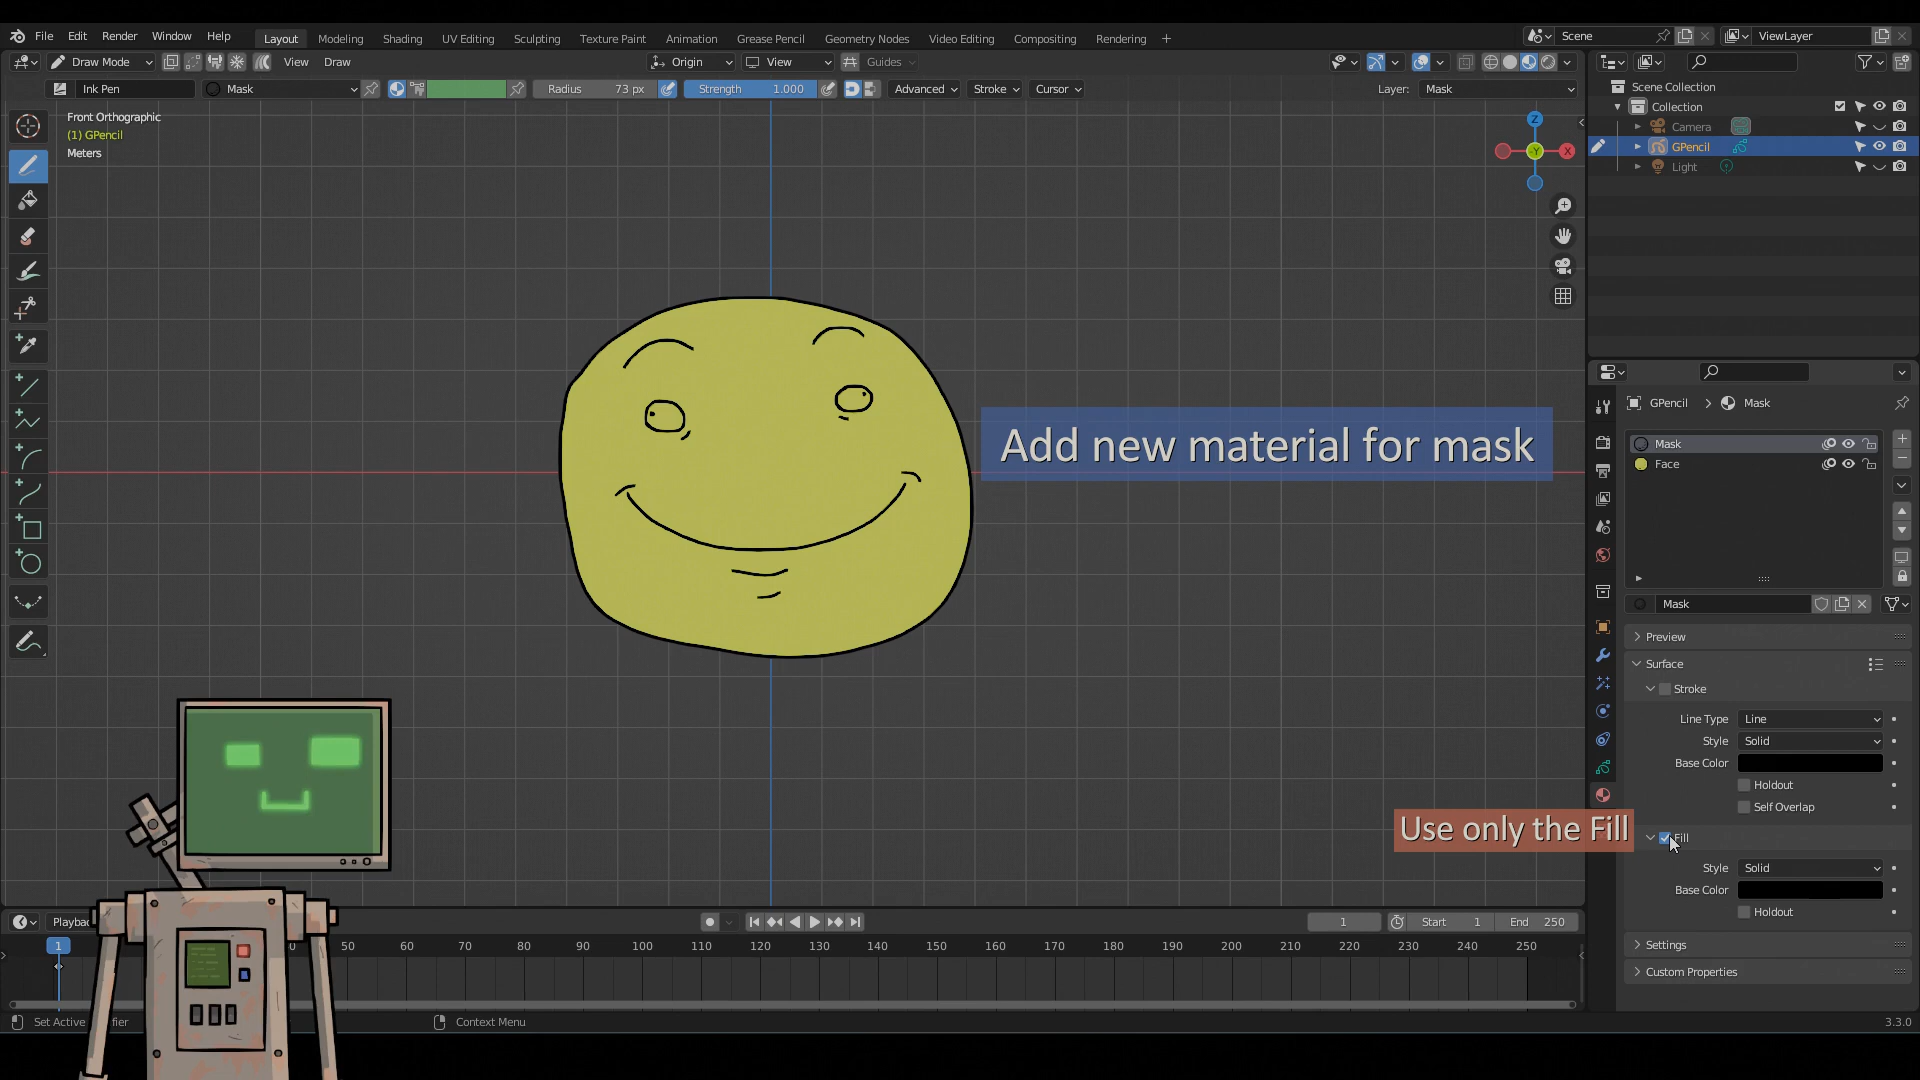 File Edit Render Window Help Layout Modeling Shading UV Editing Sculpting Texture Paint Animation Rendering Grease Pencil Geometry Nodes Video Editing Compositing Rendering + Scene ViewLayer
Draw Mode View Draw Origin View Guides
Ink Pen Mask Radius 73 px Strength 1.000 Advanced Stroke Cursor Layer: Mask
Scene Collection
Collection
Camera
GPencil
Light
Front Orthographic
(1) GPencil
Meters
Z
-Y
X
Add new material for mask
GPencil > Mask
Mask
Face
Mask
Preview
Surface
Stroke
Line Type Line
Style Solid
Base Color
Holdout
Self Overlap
Use only the Fill
Fill
Style Solid
Base Color
Holdout
Settings
Custom Properties
Playba 1 Start 1 End 250
1 0 50 60 70 80 90 100 110 120 130 140 150 160 170 180 190 200 210 220 230 240 250
Set Active fier Context Menu 3.3.0